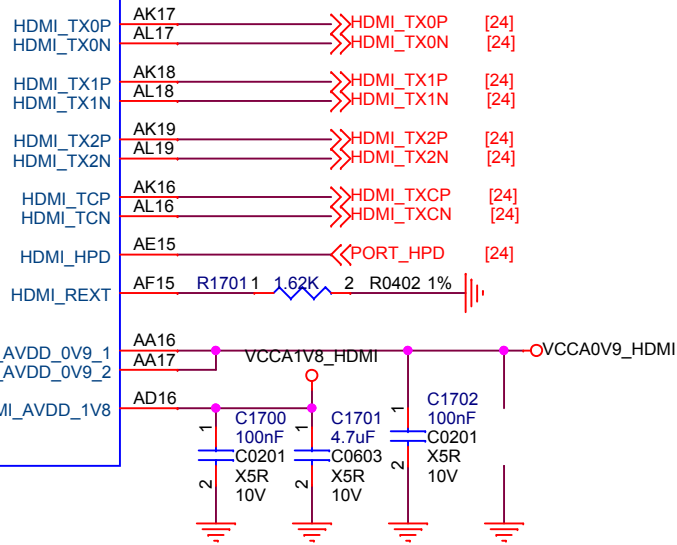 HDMI_TX0P AK17 HDMI_TX0P [24]
HDMI_TX0N AL17 HDMI_TX0N [24]
HDMI_TX1P AK18 HDMI_TX1P [24]
HDMI_TX1N AL18 HDMI_TX1N [24]
HDMI_TX2P AK19 HDMI_TX2P [24]
HDMI_TX2N AL19 HDMI_TX2N [24]
HDMI_TCP AK16 HDMI_TXCP [24]
HDMI_TCN AL16 HDMI_TXCN [24]
HDMI_HPD AE15 PORT_HPD [24]
HDMI_REXT AF15 R1701 1 1.62K 2 R0402 1%
_AVDD_0V9_1 AA16 VCCA0V9_HDMI
_AVDD_0V9_2 AA17 VCCA1V8_HDMI
MI_AVDD_1V8 AD16
1 C1700 1 C1701 1 C1702
100nF 4.7uF 100nF
C0201 C0603 C0201
2 X5R 2 X5R 2 X5R
10V 10V 10V